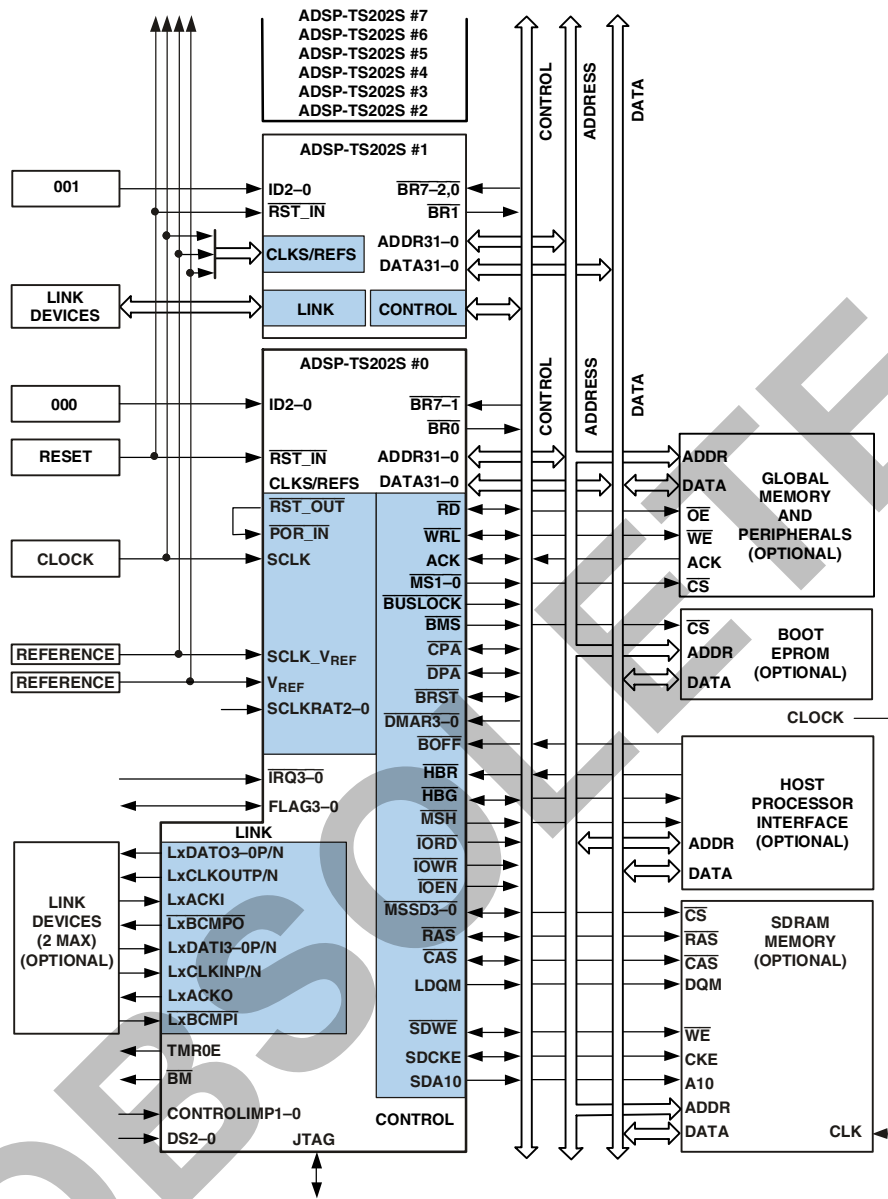 ADSP-TS202S #7
ADSP-TS202S #6
ADSP-TS202S #5
ADSP-TS202S #4
ADSP-TS202S #3
ADSP-TS202S #2
CONTROL
ADDRESS
DATA
ADSP-TS202S #1
001
ID2–0
BR7–2,0
RST_IN
BR1
ADDR31–0
CLKS/REFS
DATA31–0
LINK
DEVICES
LINK
CONTROL
ADSP-TS202S #0
CONTROL
ADDRESS
DATA
000
ID2–0
BR7–1
BR0
RESET
RST_IN
ADDR31–0
CLKS/REFS
DATA31–0
RST_OUT
POR_IN
CLOCK
SCLK
REFERENCE
SCLK_VREF
REFERENCE
VREF
SCLKRAT2–0
IRQ3–0
FLAG3–0
RD
WRL
ACK
MS1–0
BUSLOCK
BMS
CPA
DPA
BRST
DMAR3–0
BOFF
HBR
HBG
MSH
IORD
IOWR
IOEN
MSSD3–0
RAS
CAS
LDQM
SDWE
SDCKE
SDA10
CONTROL
LINK
LINK
DEVICES
(2 MAX)
(OPTIONAL)
LxDATO3–0P/N
LxCLKOUTP/N
LxACKI
LxBCMPO
LxDATI3–0P/N
LxCLKINP/N
LxACKO
LxBCMPI
TMR0E
BM
CONTROLIMP1–0
DS2–0
JTAG
ADDR
DATA
OE
WE
ACK
CS
GLOBAL
MEMORY
AND
PERIPHERALS
(OPTIONAL)
CS
ADDR
DATA
BOOT
EPROM
(OPTIONAL)
CLOCK
HOST
PROCESSOR
INTERFACE
(OPTIONAL)
ADDR
DATA
SDRAM
MEMORY
(OPTIONAL)
CS
RAS
CAS
DQM
WE
CKE
A10
ADDR
DATA
CLK
OBSOLETE